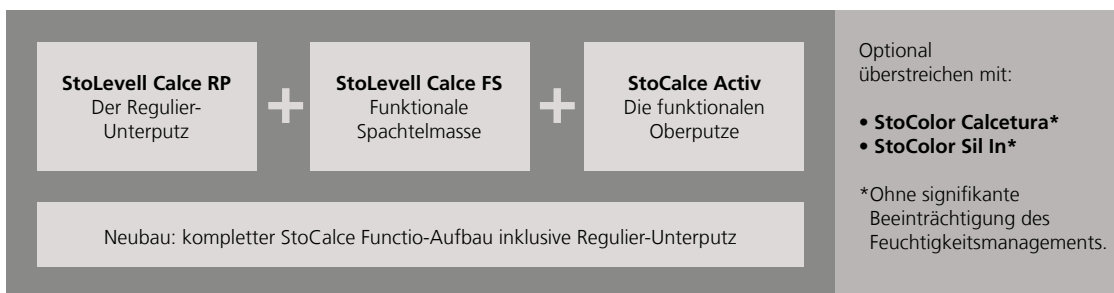 StoLevell Calce RP
Der Regulier-
Unterputz
+
StoLevell Calce FS
Funktionale
Spachtelmasse
+
StoCalce Activ
Die funktionalen
Oberputze
Neubau: kompletter StoCalce Functio-Aufbau inklusive Regulier-Unterputz
Optional
überstreichen mit:
• StoColor Calcetura*
• StoColor Sil In*
*Ohne signifikante
Beeinträchtigung des
Feuchtigkeitsmanagements.